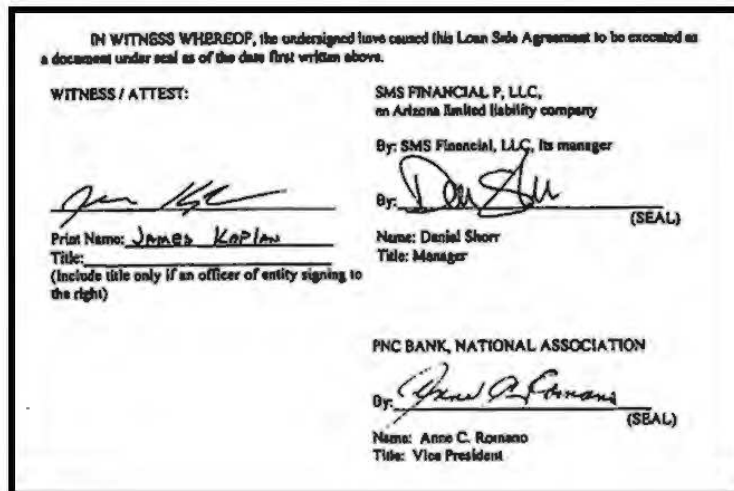 IN WITNESS WHEREOF, the undersigned have caused this Loan Sale Agreement to be executed as
a document under seal as of the date first written above.
WITNESS / ATTEST:
Print Name: JAMES KAPLAN
Title:
(Include title only if an officer of entity signing to
the right)
SMS FINANCIAL P, LLC,
an Arizona limited liability company
By: SMS Financial, LLC, its manager
By:
(SEAL)
Name: Daniel Shorr
Title: Manager
PNC BANK, NATIONAL ASSOCIATION
By: Anne C. Romano
(SEAL)
Name: Anne C. Romano
Title: Vice President